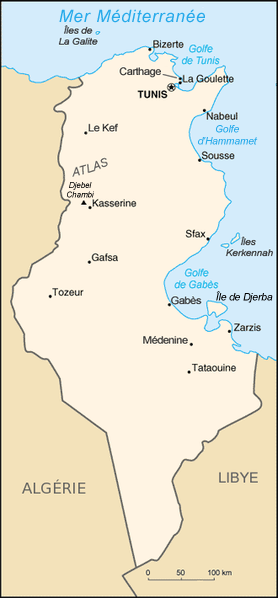 Mer Méditerranée
Îles de
La Galite
Bizerte
Golfe
de Tunis
Carthage
La Goulette
TUNIS
Nabeul
Golfe
d'Hammamet
Le Kef
Sousse
ATLAS
Djebel
Chambi
Kasserine
Sfax
Îles
Kerkennah
Gafsa
Golfe
de Gabès
Tozeur
Gabès
Île de Djerba
Zarzis
Médenine
Tataouine
ALGÉRIE
LIBYE
0 50 100 km